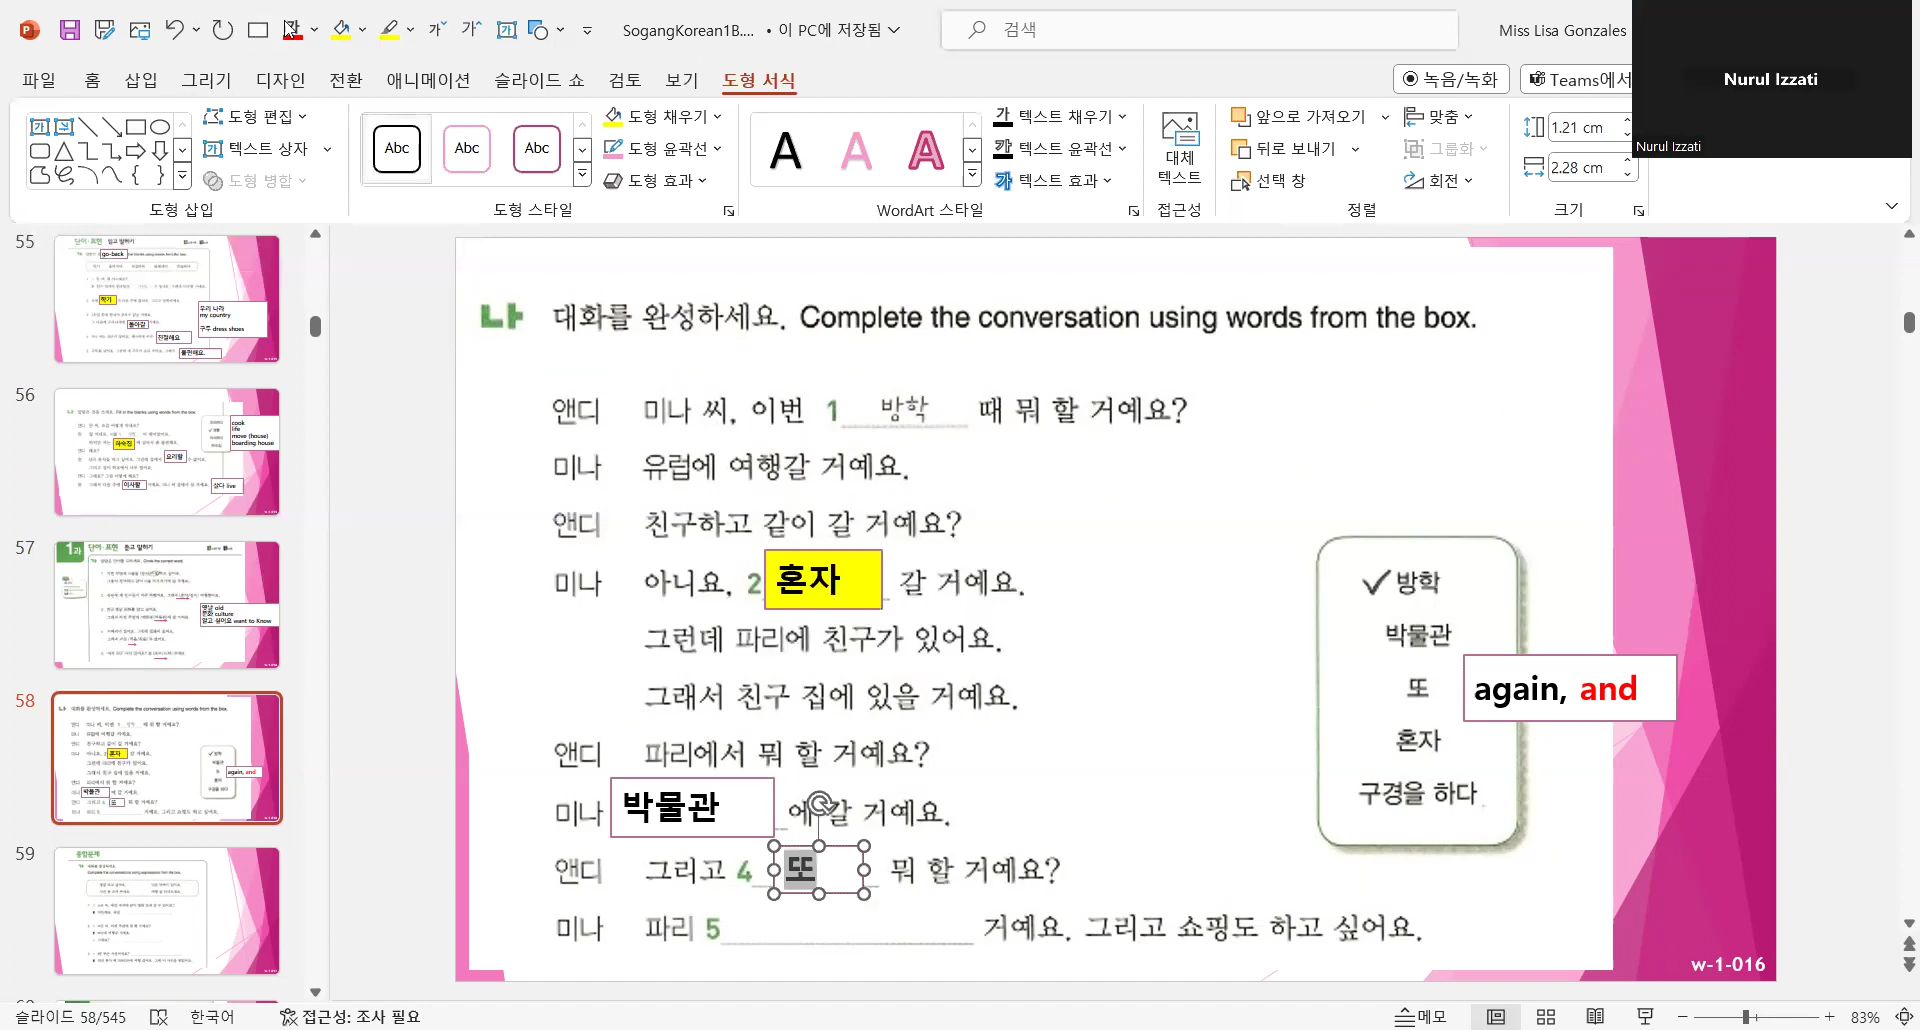 SogangKorean1B.... • 이 PC에 저장됨
검색
Miss Lisa Gonzales
Nurul Izzati
Nurul Izzati
파일 홈 삽입 그리기 디자인 전환 애니메이션 슬라이드 쇼 검토 보기 도형 서식
녹음/녹화 Teams에서
도형 편집
텍스트 상자
도형 병합
도형 삽입
Abc Abc Abc
도형 채우기
도형 윤곽선
도형 효과
도형 스타일
A A A
텍스트 채우기
텍스트 윤곽선
텍스트 효과
WordArt 스타일
대체
텍스트
접근성
앞으로 가져오기
뒤로 보내기
선택 창
맞춤
그룹화
회전
정렬
1.21 cm
2.28 cm
크기
55
56
57
58
59
나 대화를 완성하세요. Complete the conversation using words from the box.
앤디 미나 씨, 이번 1 방학 때 뭐 할 거예요?
미나 유럽에 여행갈 거예요.
앤디 친구하고 같이 갈 거예요?
미나 아니요, 2 혼자 갈 거예요.
그런데 파리에 친구가 있어요.
그래서 친구 집에 있을 거예요.
앤디 파리에서 뭐 할 거예요?
미나 박물관 에 갈 거예요.
앤디 그리고 4 또 뭐 할 거예요?
미나 파리 5 거예요. 그리고 쇼핑도 하고 싶어요.
✓방학
박물관
또
again, and
혼자
구경을 하다
w-1-016
슬라이드 58/545 한국어 접근성: 조사 필요
메모
83%